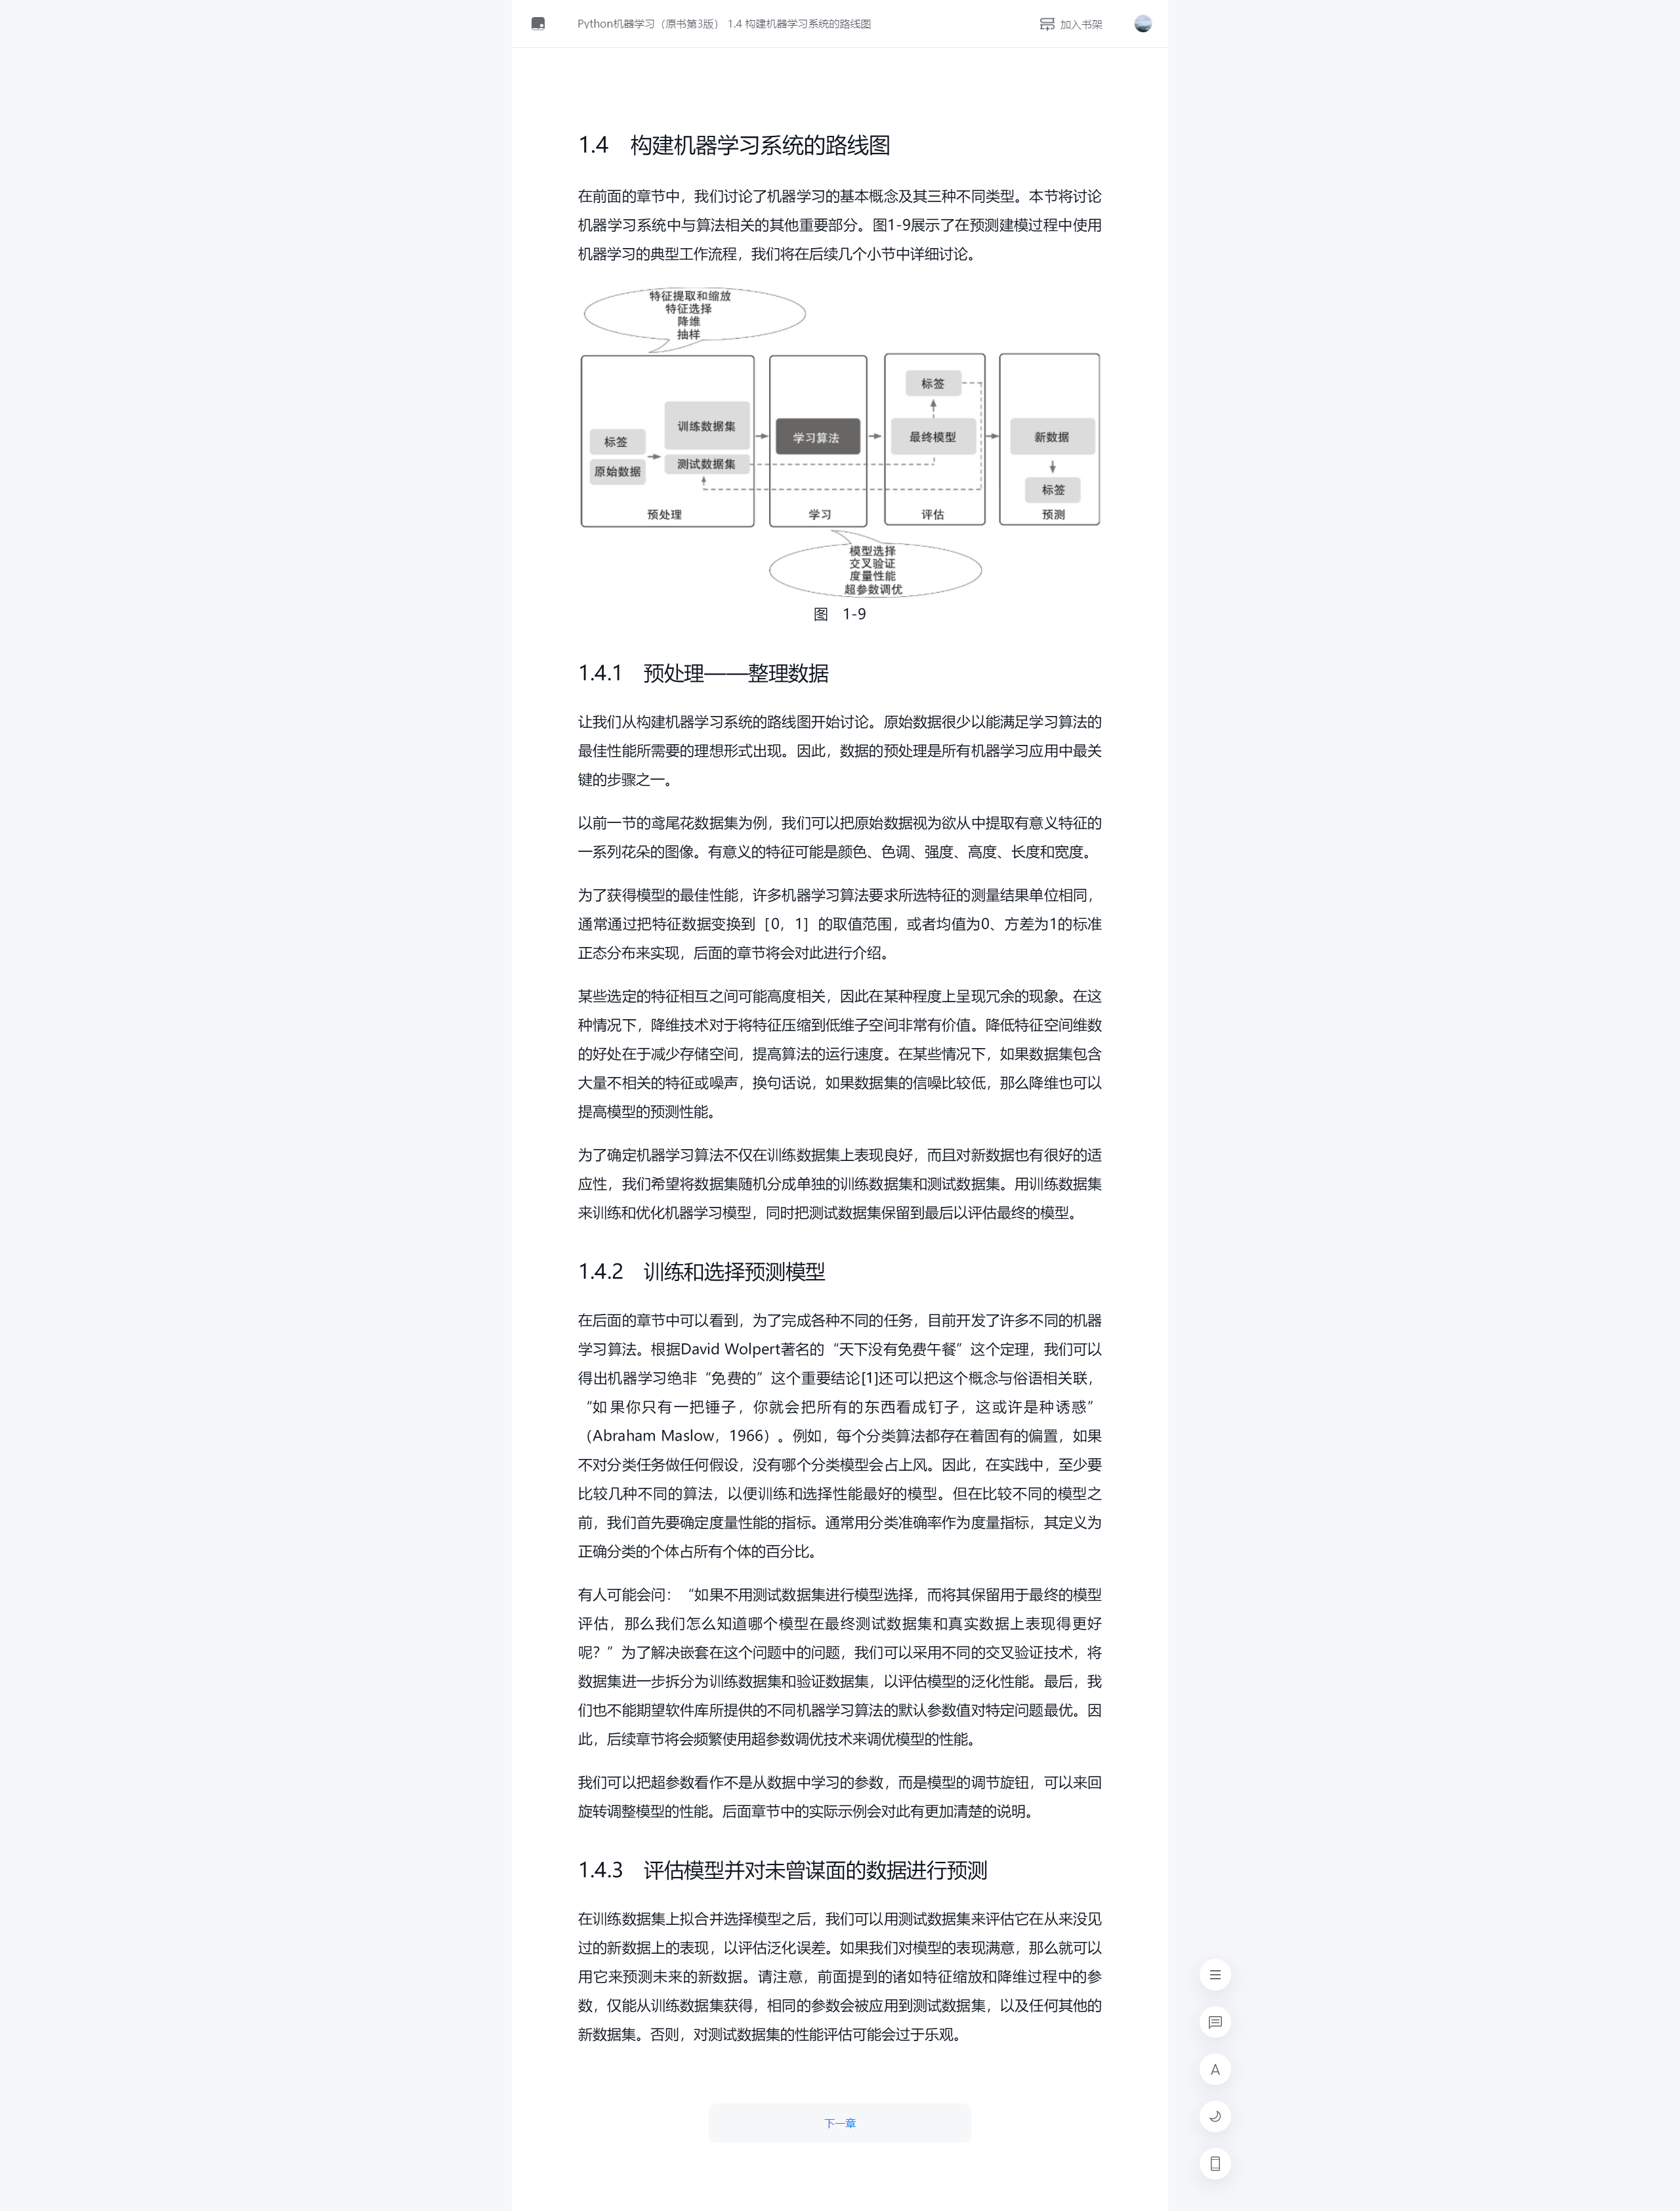 Python机器学习（原书第3版） 1.4 构建机器学习系统的路线图
加入书架
1.4 构建机器学习系统的路线图
在前面的章节中，我们讨论了机器学习的基本概念及其三种不同类型。本节将讨论
机器学习系统中与算法相关的其他重要部分。图1-9展示了在预测建模过程中使用
机器学习的典型工作流程，我们将在后续几个小节中详细讨论。
特征提取和缩放
特征选择
降维
抽样
标签
原始数据
训练数据集
测试数据集
预处理
学习算法
学习
标签
最终模型
评估
新数据
标签
预测
模型选择
交叉验证
度量性能
超参数调优
图 1-9
1.4.1 预处理——整理数据
让我们从构建机器学习系统的路线图开始讨论。原始数据很少以能满足学习算法的
最佳性能所需要的理想形式出现。因此，数据的预处理是所有机器学习应用中最关
键的步骤之一。
以前一节的鸢尾花数据集为例，我们可以把原始数据视为欲从中提取有意义特征的
一系列花朵的图像。有意义的特征可能是颜色、色调、强度、高度、长度和宽度。
为了获得模型的最佳性能，许多机器学习算法要求所选特征的测量结果单位相同，
通常通过把特征数据变换到［0，1］的取值范围，或者均值为0、方差为1的标准
正态分布来实现，后面的章节将会对此进行介绍。
某些选定的特征相互之间可能高度相关，因此在某种程度上呈现冗余的现象。在这
种情况下，降维技术对于将特征压缩到低维子空间非常有价值。降低特征空间维数
的好处在于减少存储空间，提高算法的运行速度。在某些情况下，如果数据集包含
大量不相关的特征或噪声，换句话说，如果数据集的信噪比较低，那么降维也可以
提高模型的预测性能。
为了确定机器学习算法不仅在训练数据集上表现良好，而且对新数据也有很好的适
应性，我们希望将数据集随机分成单独的训练数据集和测试数据集。用训练数据集
来训练和优化机器学习模型，同时把测试数据集保留到最后以评估最终的模型。
1.4.2 训练和选择预测模型
在后面的章节中可以看到，为了完成各种不同的任务，目前开发了许多不同的机器
学习算法。根据David Wolpert著名的“天下没有免费午餐”这个定理，我们可以
得出机器学习绝非“免费的”这个重要结论[1]还可以把这个概念与俗语相关联，
“如果你只有一把锤子，你就会把所有的东西看成钉子，这或许是种诱惑”
（Abraham Maslow，1966）。例如，每个分类算法都存在着固有的偏置，如果
不对分类任务做任何假设，没有哪个分类模型会占上风。因此，在实践中，至少要
比较几种不同的算法，以便训练和选择性能最好的模型。但在比较不同的模型之
前，我们首先要确定度量性能的指标。通常用分类准确率作为度量指标，其定义为
正确分类的个体占所有个体的百分比。
有人可能会问：“如果不用测试数据集进行模型选择，而将其保留用于最终的模型
评估，那么我们怎么知道哪个模型在最终测试数据集和真实数据上表现得更好
呢？”为了解决嵌套在这个问题中的问题，我们可以采用不同的交叉验证技术，将
数据集进一步拆分为训练数据集和验证数据集，以评估模型的泛化性能。最后，我
们也不能期望软件库所提供的不同机器学习算法的默认参数值对特定问题最优。因
此，后续章节将会频繁使用超参数调优技术来调优模型的性能。
我们可以把超参数看作不是从数据中学习的参数，而是模型的调节旋钮，可以来回
旋转调整模型的性能。后面章节中的实际示例会对此有更加清楚的说明。
1.4.3 评估模型并对未曾谋面的数据进行预测
在训练数据集上拟合并选择模型之后，我们可以用测试数据集来评估它在从来没见
过的新数据上的表现，以评估泛化误差。如果我们对模型的表现满意，那么就可以
用它来预测未来的新数据。请注意，前面提到的诸如特征缩放和降维过程中的参
数，仅能从训练数据集获得，相同的参数会被应用到测试数据集，以及任何其他的
新数据集。否则，对测试数据集的性能评估可能会过于乐观。
下一章
A